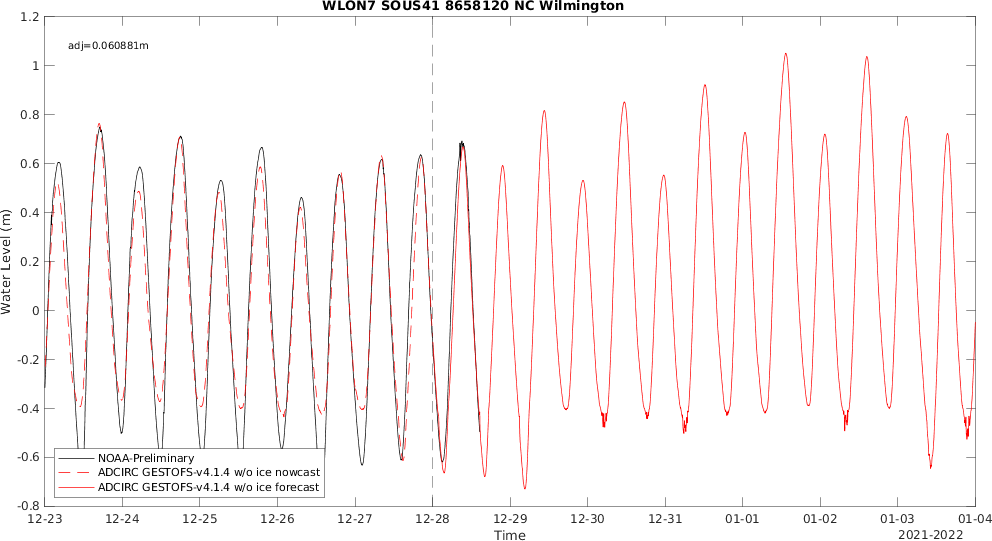 WLON7 SOUS41 8658120 NC Wilmington
adj=0.060881m
Water Level (m)
1.2
1
0.8
0.6
0.4
0.2
0
-0.2
-0.4
-0.6
-0.8
NOAA-Preliminary
ADCIRC GESTOFS-v4.1.4 w/o ice nowcast
ADCIRC GESTOFS-v4.1.4 w/o ice forecast
12-23 12-24 12-25 12-26 12-27 12-28 12-29 12-30 12-31 01-01 01-02 01-03 01-04
Time
2021-2022